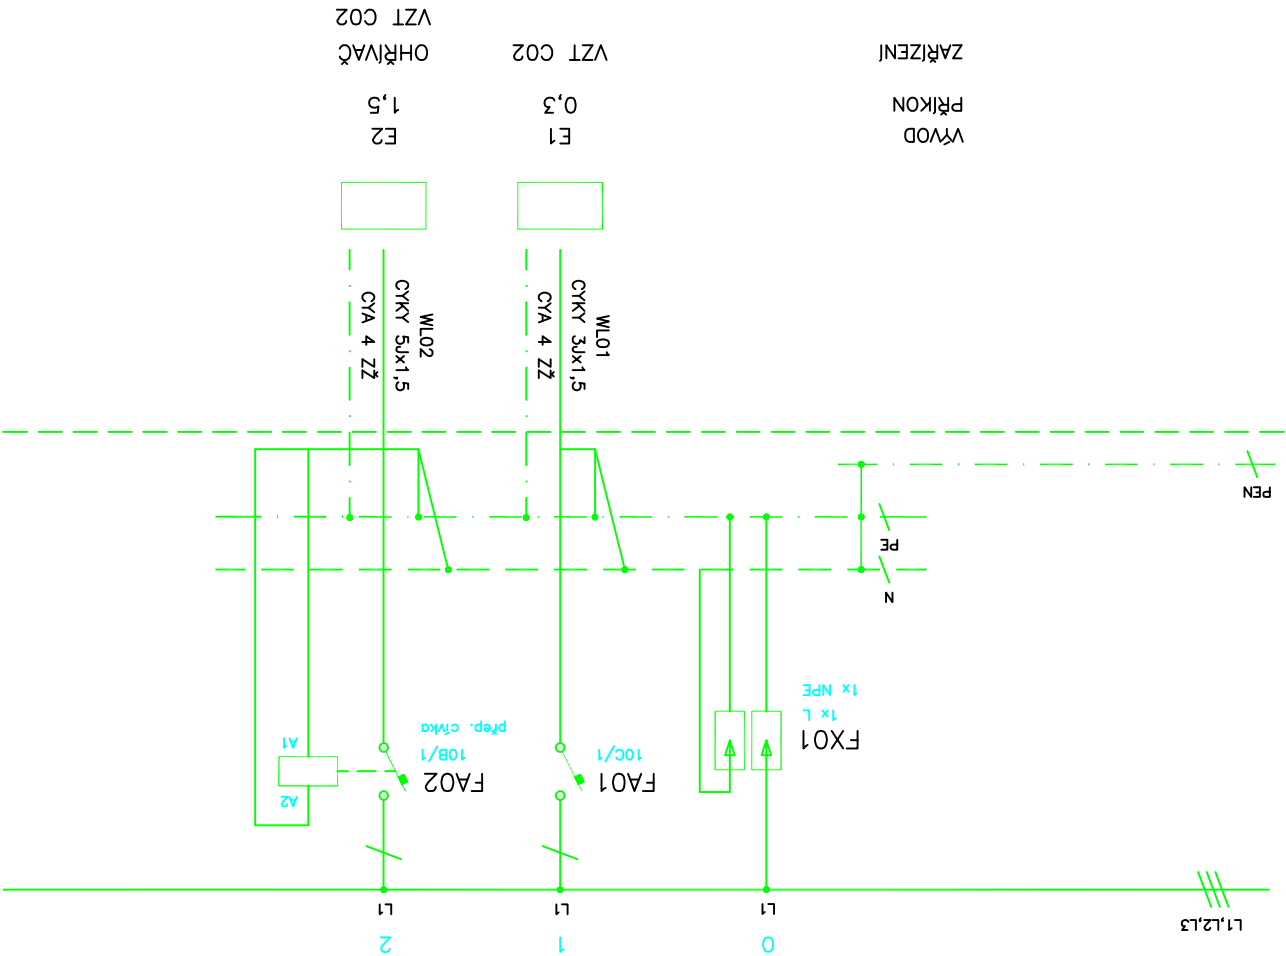 0
1
2
L1,L2,L3
L1
L1
L1
FX01
1x L
1x NPE
FA01
10C/1
FA02
10B/1
přep. cívka
A2
A1
N
PE
PEN
WL01
CYKY 3Jx1,5
CYA 4 ZŽ
WL02
CYKY 5Jx1,5
CYA 4 ZŽ
VÝVOD
E1
E2
PŘÍKON
0,3
1,5
ZAŘÍZENÍ
VZT C02
OHŘÍVAČ
VZT C02